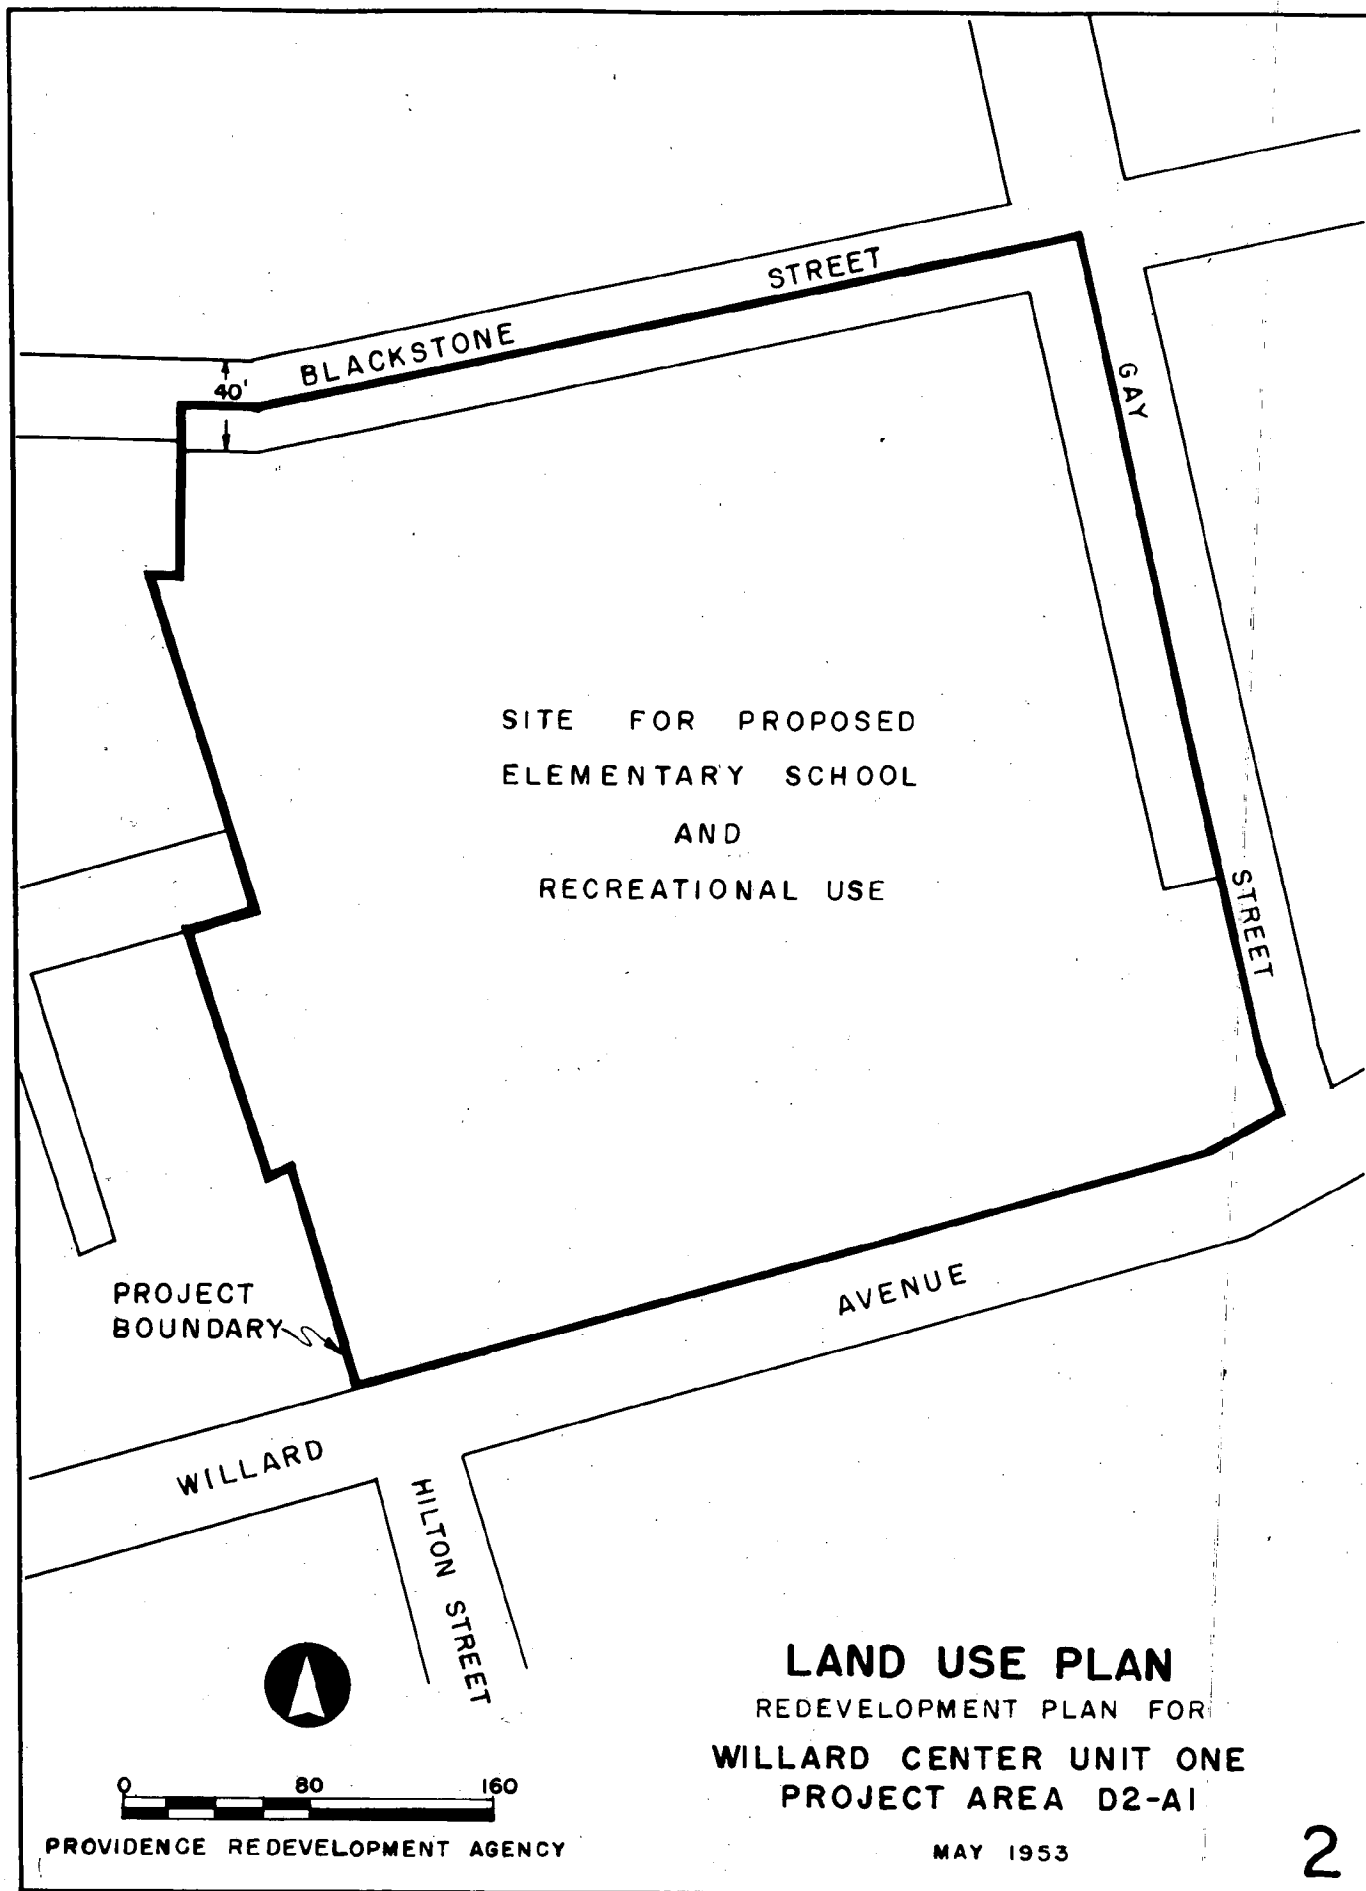 BLACKSTONE STREET
40'
GAY STREET
SITE FOR PROPOSED
ELEMENTARY SCHOOL
AND
RECREATIONAL USE
PROJECT
BOUNDARY
WILLARD AVENUE
HILTON STREET
LAND USE PLAN
REDEVELOPMENT PLAN FOR
WILLARD CENTER UNIT ONE
PROJECT AREA D2-A1
MAY 1953
0 80 160
PROVIDENCE REDEVELOPMENT AGENCY
2